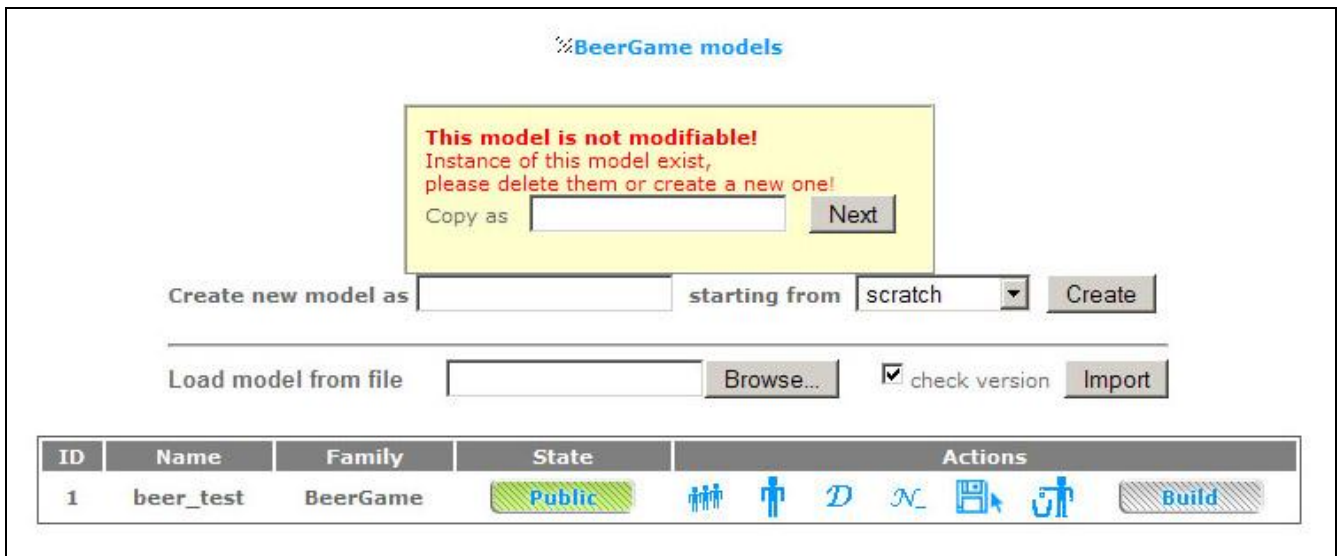 BeerGame models
This model is not modifiable!
Instance of this model exist,
please delete them or create a new one!
Copy as Next
Create new model as starting from scratch Create
Load model from file Browse... check version Import
ID Name Family State Actions
1 beer_test BeerGame Public D N_ Build